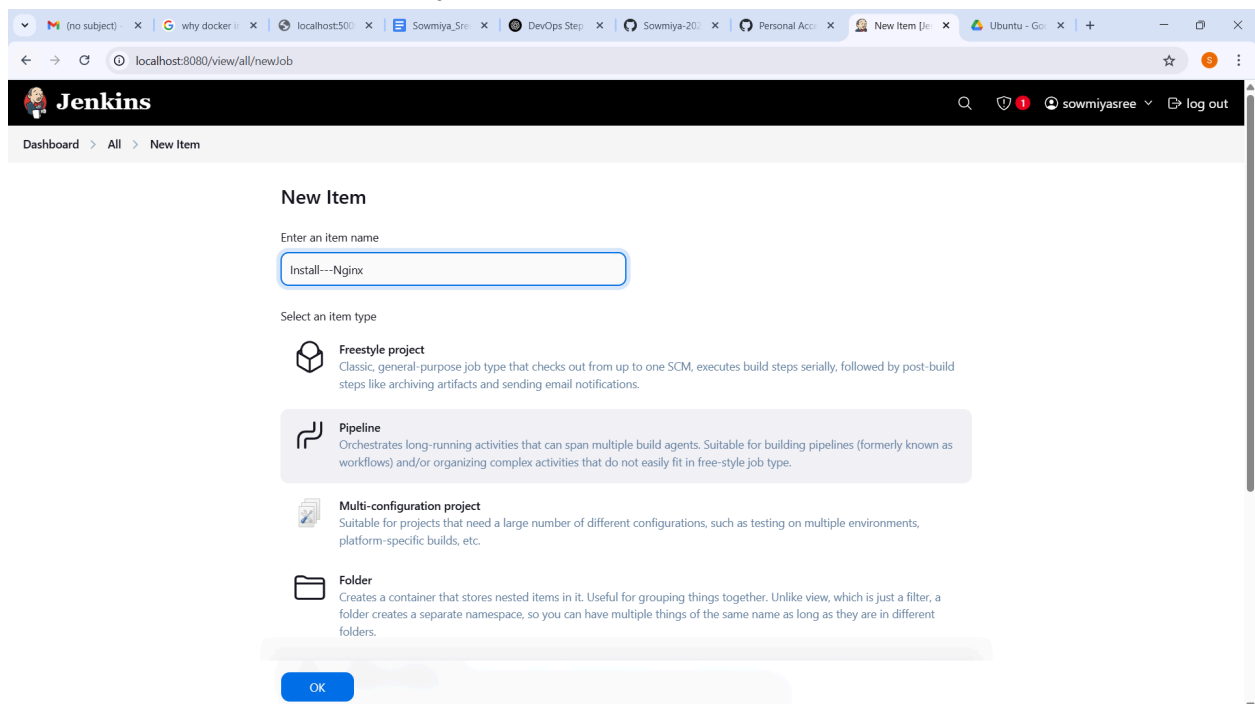 (no subject) -
why docker in
localhost:500
Sowmiya_Sree
DevOps Step
Sowmiya-202
Personal Acce
New Item [Jen
Ubuntu - Goo
localhost:8080/view/all/newJob
S
Jenkins
1
sowmiyasree
log out
Dashboard > All > New Item
New Item
Enter an item name
Install---Nginx
Select an item type
Freestyle project
Classic, general-purpose job type that checks out from up to one SCM, executes build steps serially, followed by post-build
steps like archiving artifacts and sending email notifications.
Pipeline
Orchestrates long-running activities that can span multiple build agents. Suitable for building pipelines (formerly known as
workflows) and/or organizing complex activities that do not easily fit in free-style job type.
Multi-configuration project
Suitable for projects that need a large number of different configurations, such as testing on multiple environments,
platform-specific builds, etc.
Folder
Creates a container that stores nested items in it. Useful for grouping things together. Unlike view, which is just a filter, a
folder creates a separate namespace, so you can have multiple things of the same name as long as they are in different
folders.
OK